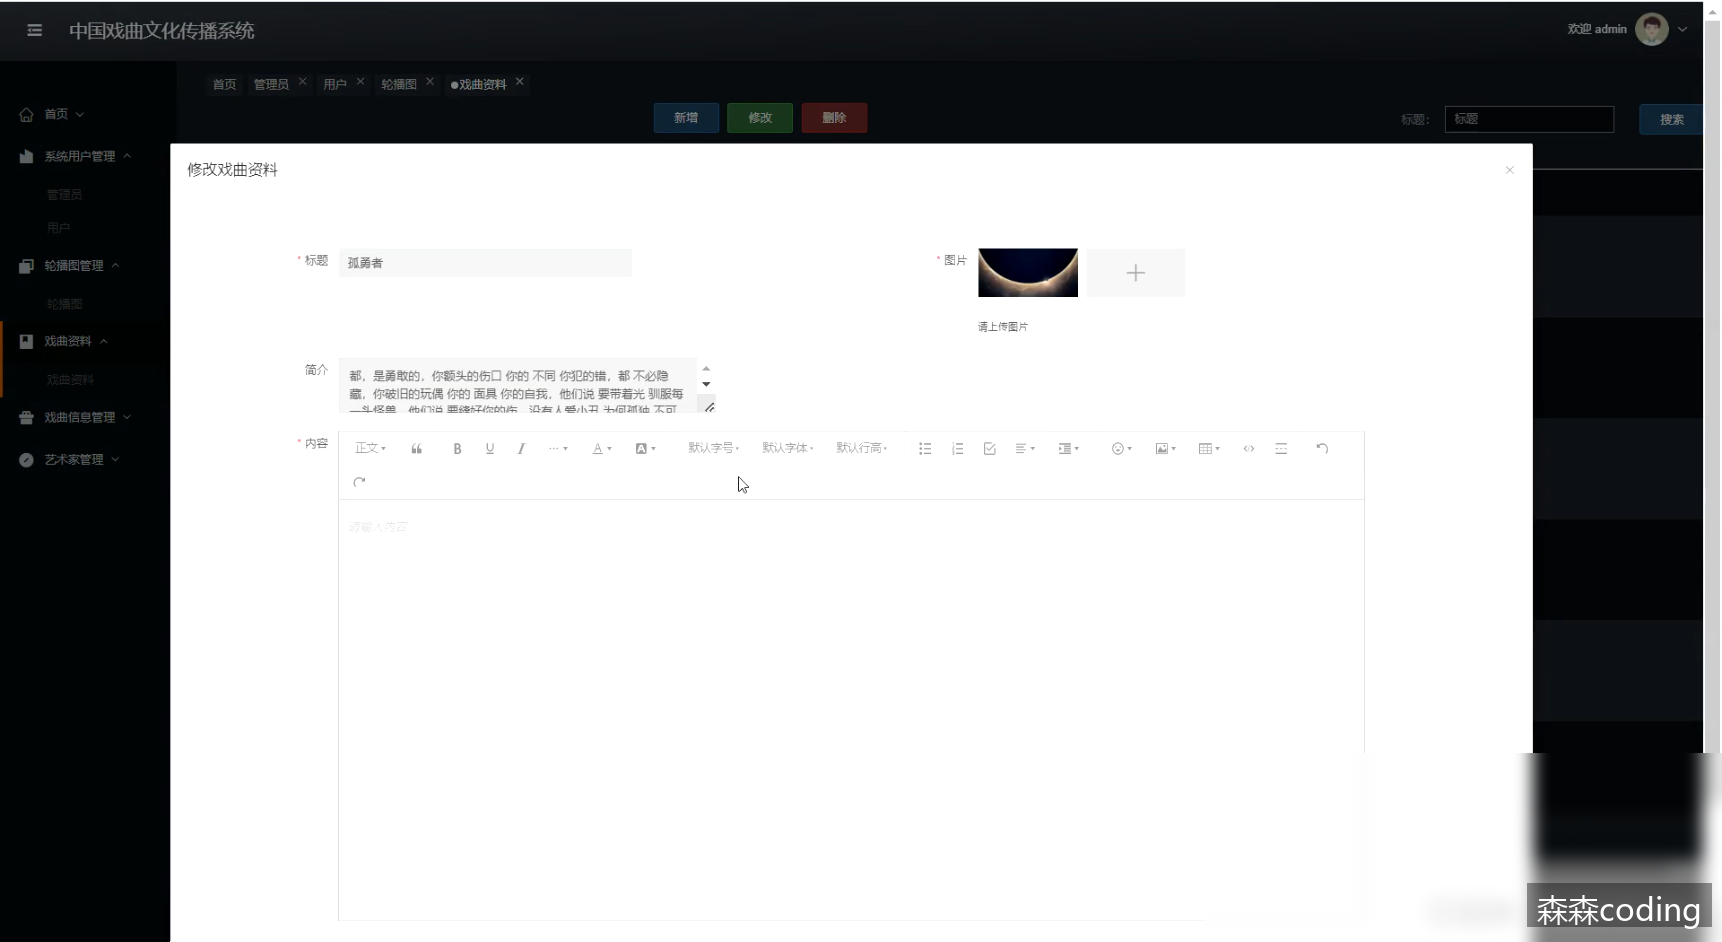 中国戏曲文化传播系统
欢迎 admin
首页 管理员 用户 轮播图 戏曲资料
新增 修改 删除
标题: 标题 搜索
首页
系统用户管理
管理员
用户
轮播图管理
轮播图
戏曲资料
戏曲资料
戏曲信息管理
艺术家管理
修改戏曲资料
* 标题 孤勇者
* 图片
请上传图片
简介
都, 是勇敢的, 你额头的伤口 你的 不同 你犯的错, 都 不必隐
藏, 你破旧的玩偶 你的 面具 你的自我, 他们说 要带着光 驯服每
一头怪兽, 他们说 要缝好你的伤, 没有人爱小丑 为何孤独 不可
* 内容
正文 B U I A A 默认字号 默认字体 默认行高
请输入内容
森森coding